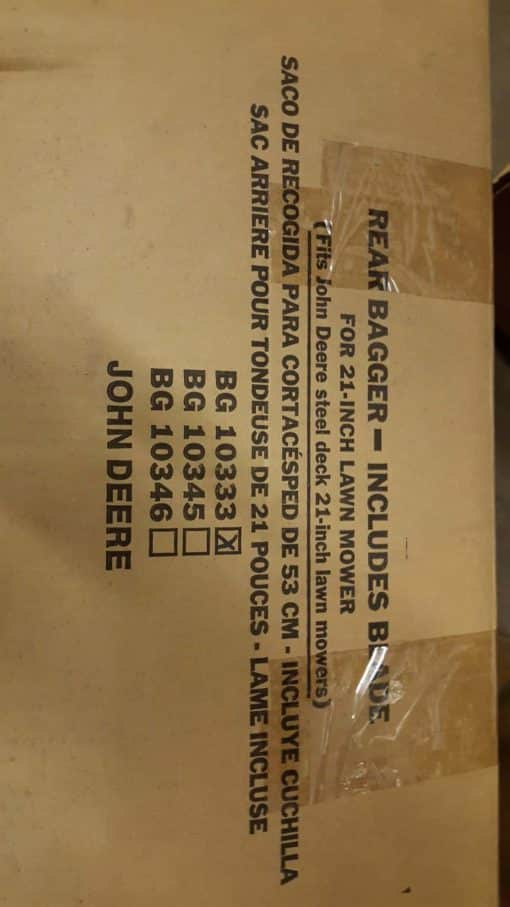 REAR BAGGER — INCLUDES BLADE
FOR 21-INCH LAWN MOWER
(Fits John Deere steel deck 21-inch lawn mowers)
SACO DE RECOGIDA PARA CORTACÉSPED DE 53 CM - INCLUYE CUCHILLA
SAC ARRIERE POUR TONDEUSE DE 21 POUCES - LAME INCLUSE
BG 10333 ☒
BG 10345 ☐
BG 10346 ☐
JOHN DEERE